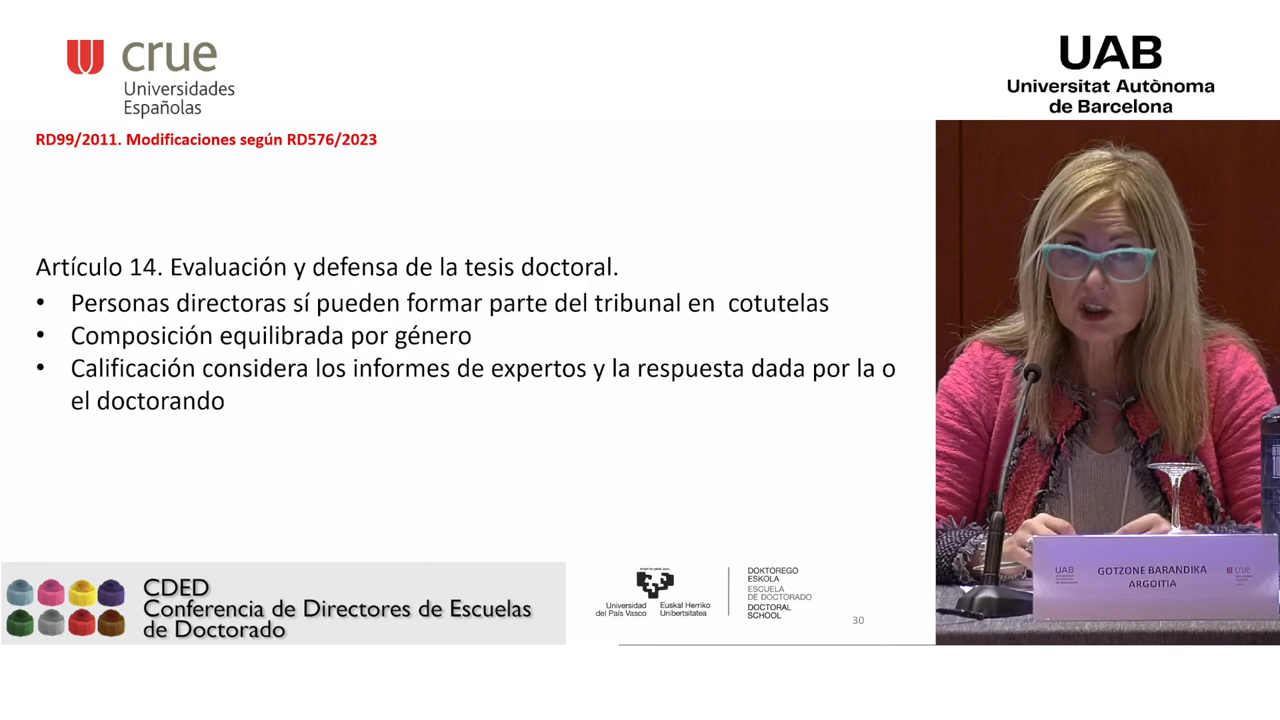 crue
Universidades
Españolas
UAB
Universitat Autònoma
de Barcelona
RD99/2011. Modificaciones según RD576/2023
Artículo 14. Evaluación y defensa de la tesis doctoral.
• Personas directoras sí pueden formar parte del tribunal en cotutelas
• Composición equilibrada por género
• Calificación considera los informes de expertos y la respuesta dada por la o
el doctorando
CDED
Conferencia de Directores de Escuelas
de Doctorado
Universidad
del País Vasco
Euskal Herriko
Unibertsitatea
DOKTOREGO
ESKOLA
ESCUELA
DE DOCTORADO
DOCTORAL
SCHOOL
30
UAB
GOTZONE BARANDIKA
ARGOITIA
crue